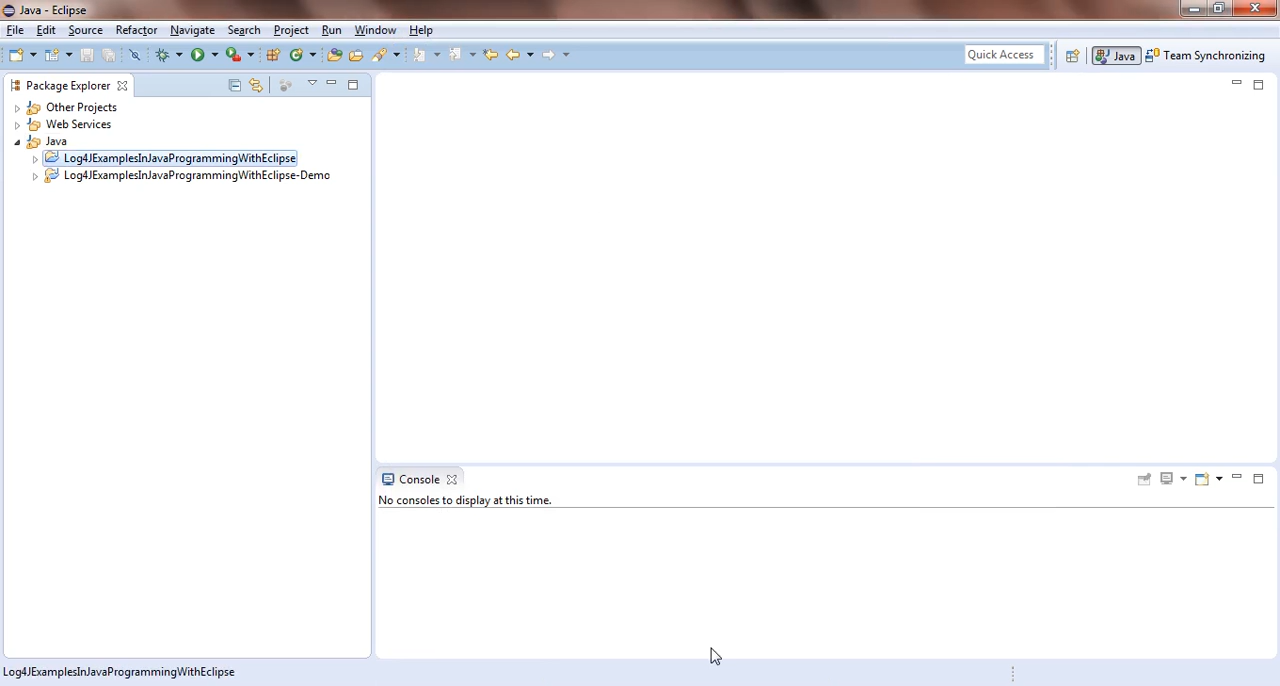 Java - Eclipse
File Edit Source Refactor Navigate Search Project Run Window Help
Quick Access Java Team Synchronizing
Package Explorer
Other Projects
Web Services
Java
Log4JExamplesInJavaProgrammingWithEclipse
Log4JExamplesInJavaProgrammingWithEclipse-Demo
Console
No consoles to display at this time.
Log4JExamplesInJavaProgrammingWithEclipse